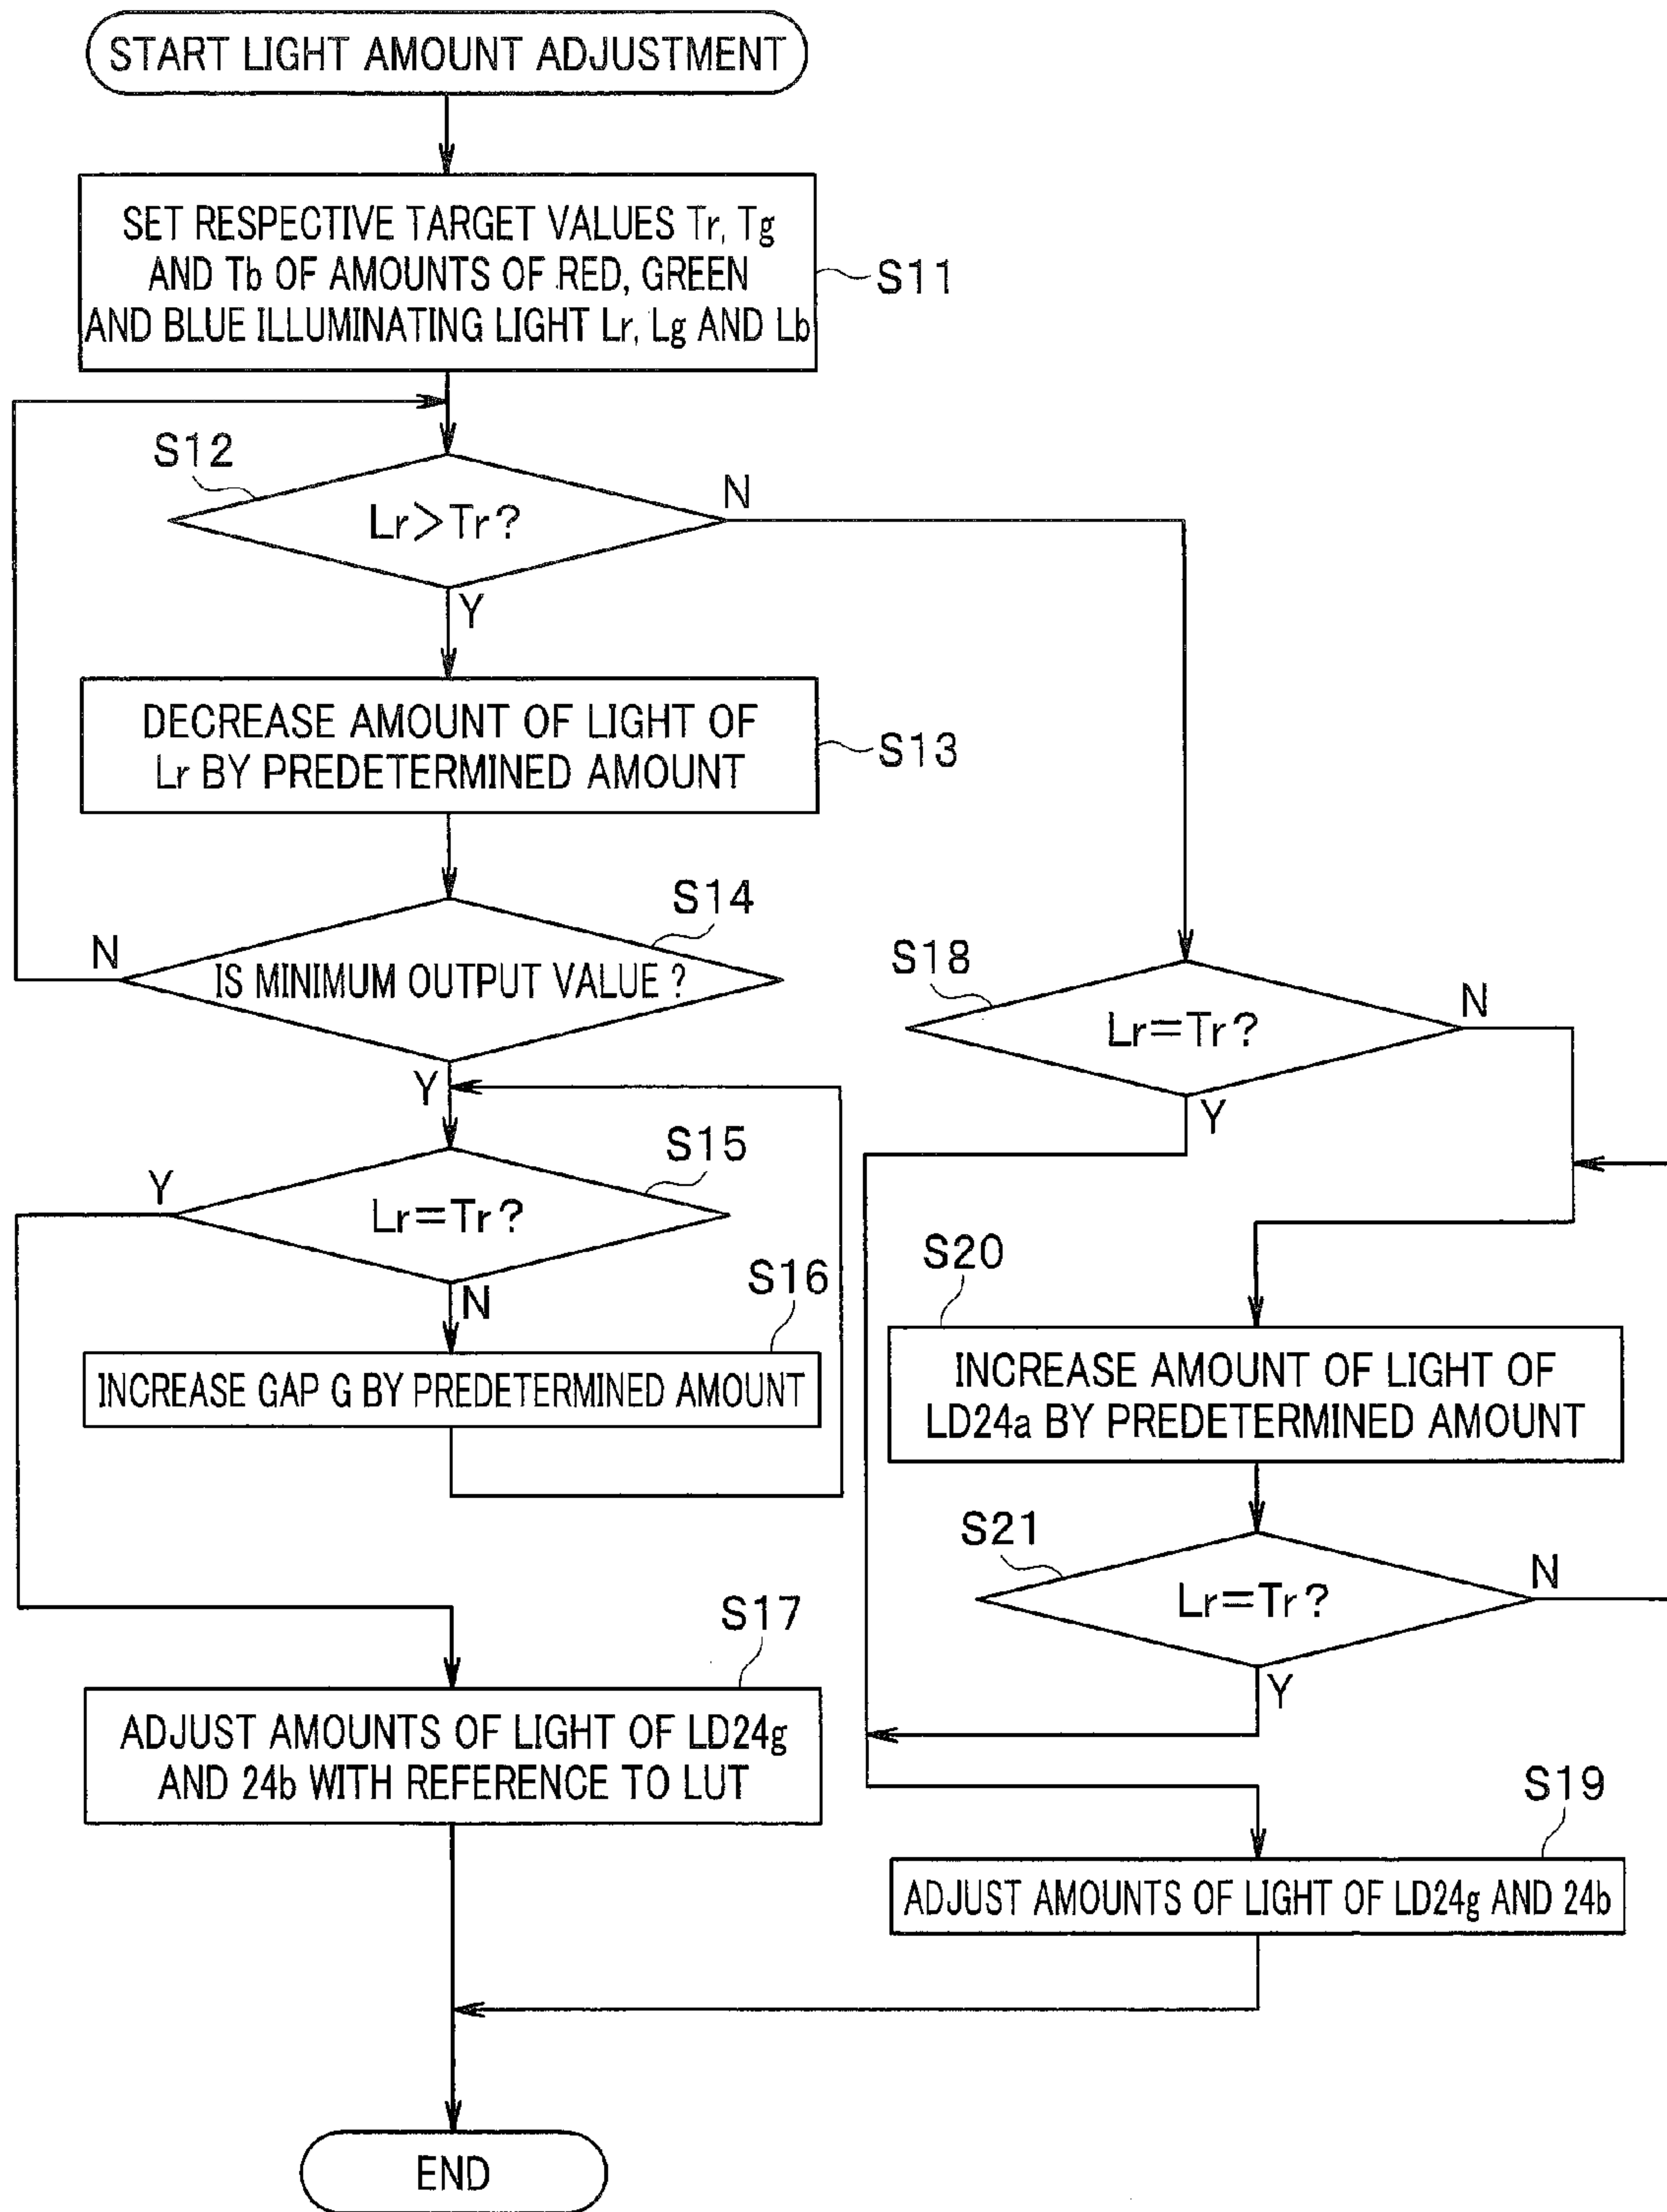 START LIGHT AMOUNT ADJUSTMENT
SET RESPECTIVE TARGET VALUES Tr, Tg
AND Tb OF AMOUNTS OF RED, GREEN
AND BLUE ILLUMINATING LIGHT Lr, Lg AND Lb
S11
S12
Lr>Tr?
N
Y
DECREASE AMOUNT OF LIGHT OF
Lr BY PREDETERMINED AMOUNT
S13
S14
N
IS MINIMUM OUTPUT VALUE ?
Y
S15
Y
Lr=Tr?
N
S16
INCREASE GAP G BY PREDETERMINED AMOUNT
S17
ADJUST AMOUNTS OF LIGHT OF LD24g
AND 24b WITH REFERENCE TO LUT
S18
Lr=Tr?
N
Y
S20
INCREASE AMOUNT OF LIGHT OF
LD24a BY PREDETERMINED AMOUNT
S21
Lr=Tr?
N
Y
S19
ADJUST AMOUNTS OF LIGHT OF LD24g AND 24b
END